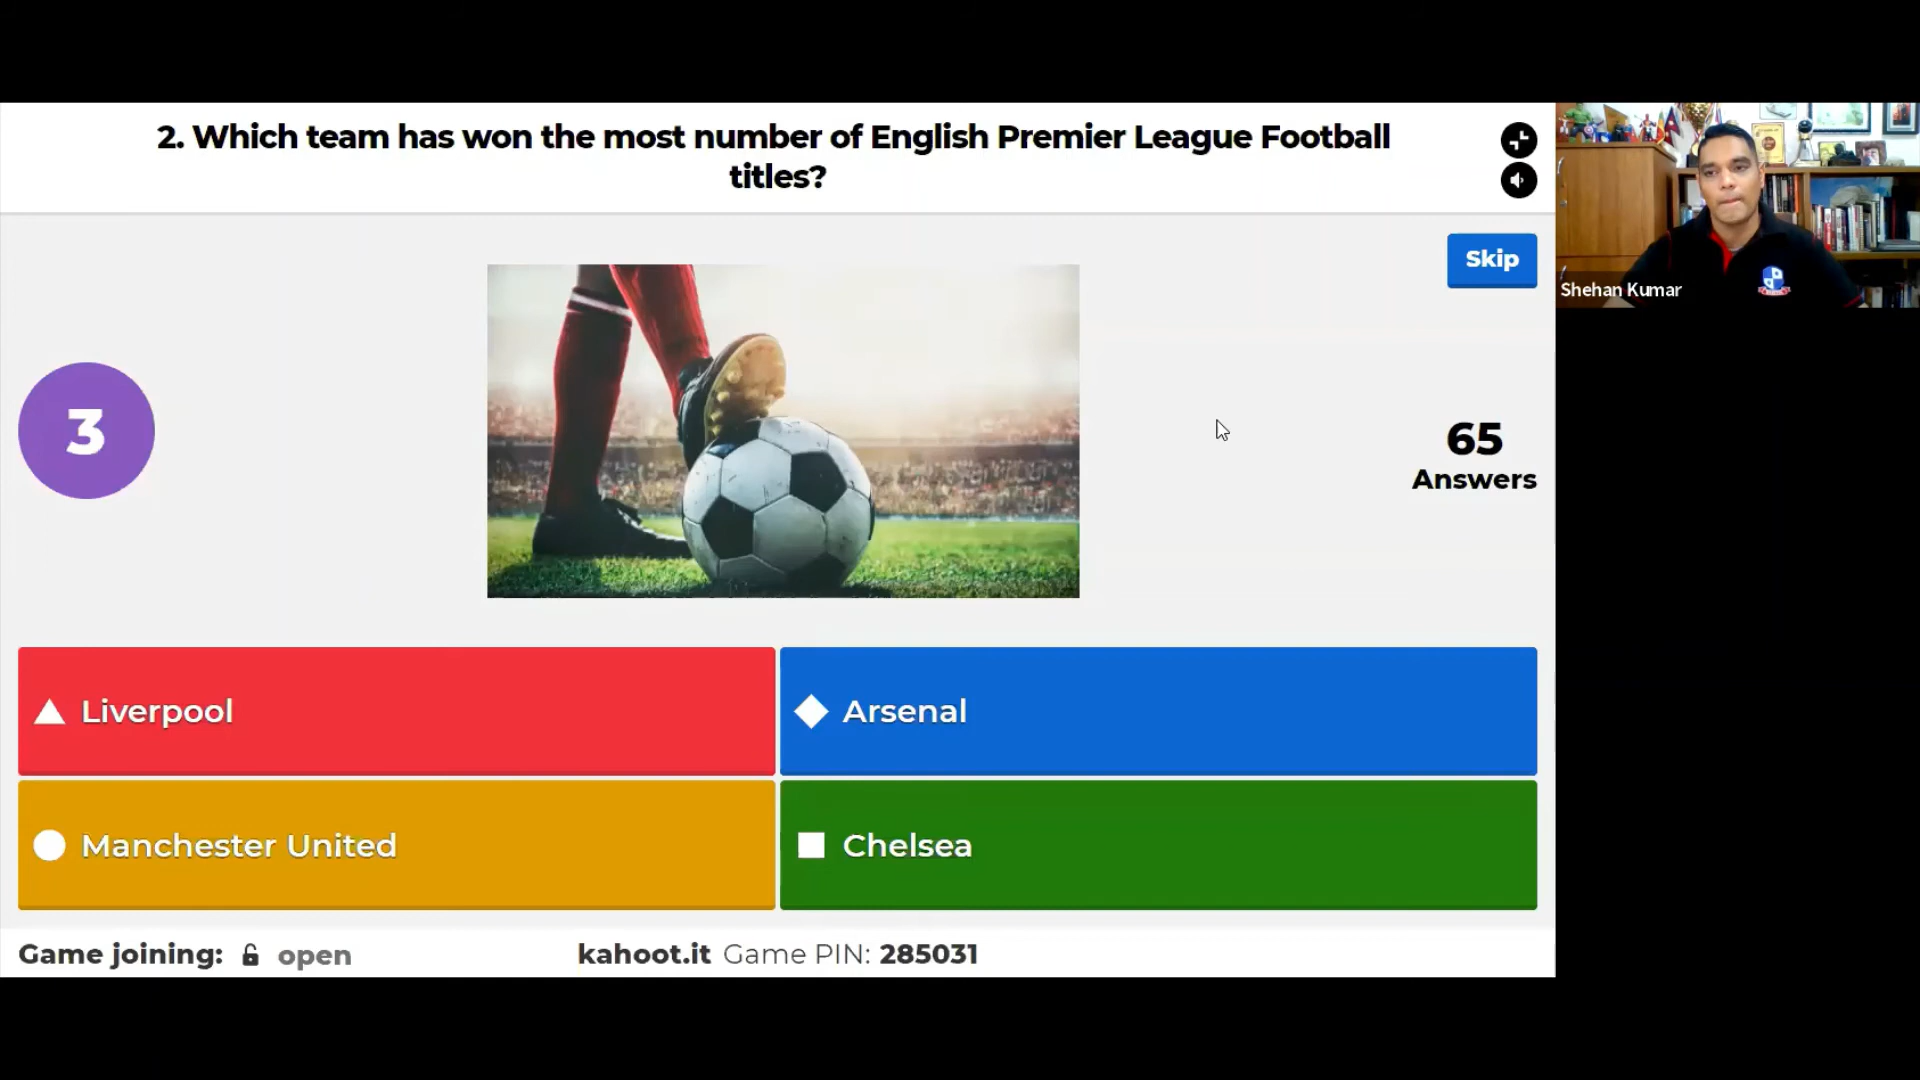 2. Which team has won the most number of English Premier League Football
titles?
Skip
Shehan Kumar
3
65
Answers
Liverpool
Arsenal
Manchester United
Chelsea
Game joining: open
kahoot.it Game PIN: 285031